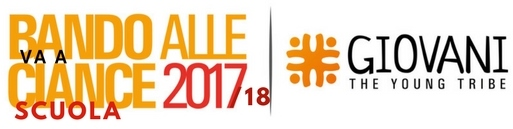 BANDO ALLE
VA A
CIANCE 2017/18
SCUOLA
GIOVANI
THE YOUNG TRIBE